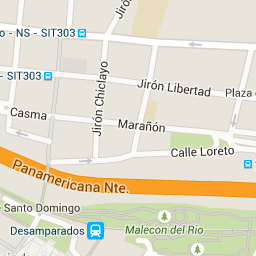 o - NS - SIT303
Jirón Chiclayo
- SIT303
Jirón Libertad
Plaza
Casma
Marañón
Calle Loreto
Panamericana Nte.
Santo Domingo
Desamparados
Malecon del Rio